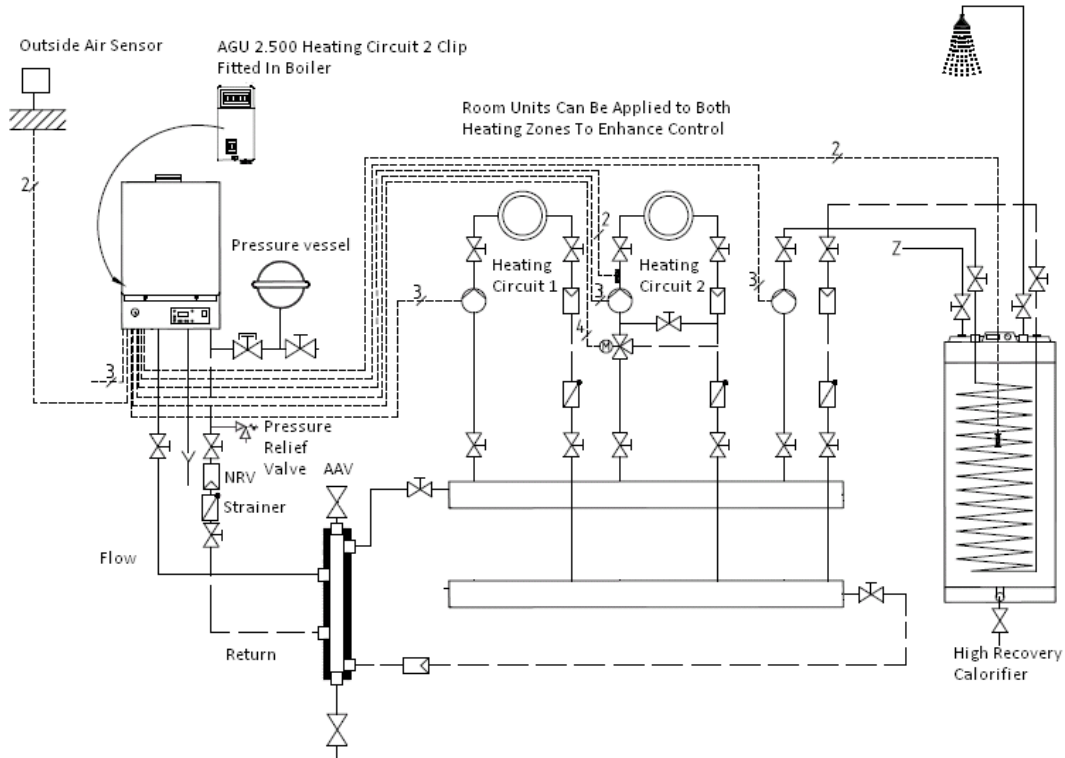 Outside Air Sensor
AGU 2.500 Heating Circuit 2 Clip
Fitted In Boiler
Room Units Can Be Applied to Both
Heating Zones To Enhance Control
2
2
Pressure vessel
2
Z
Heating
Circuit 1
Heating
Circuit 2
3
3
3
4
M
3
Pressure
Relief
Valve
NRV
AAV
Strainer
Flow
Return
High Recovery
Calorifier